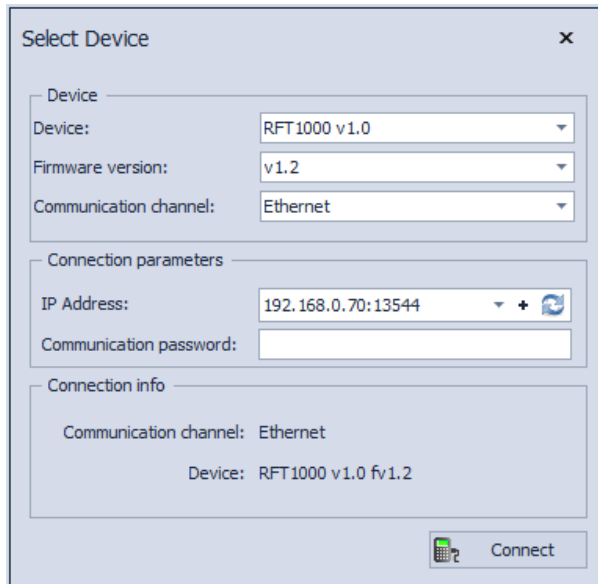 Select Device
Device
Device: RFT1000 v1.0
Firmware version: v1.2
Communication channel: Ethernet
Connection parameters
IP Address: 192.168.0.70:13544
Communication password:
Connection info
Communication channel: Ethernet
Device: RFT1000 v1.0 fv1.2
Connect